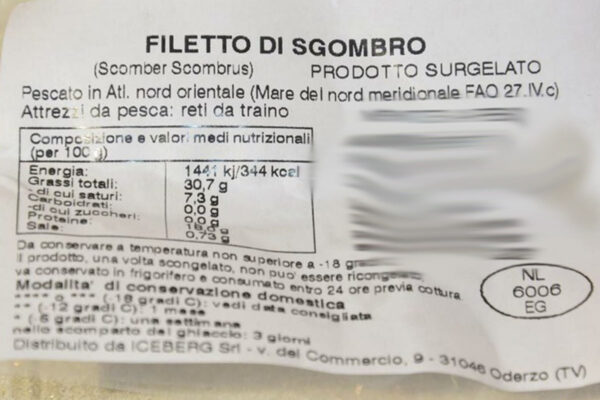 FILETTO DI SGOMBRO
(Scomber Scombrus) PRODOTTO SURGELATO
Pescato in Atl. nord orientale (Mare del nord meridionale FAO 27.IV.c)
Attrezzi da pesca: reti da traino
Composizione e valori medi nutrizionali
(per 100 g)
Energia: 1441 kj/344 kcal
Grassi totali: 30,7 g
-di cui saturi: 7,3 g
Carboidrati: 0,0 g
-di cui zuccheri: 0,0 g
Proteine:
Sale: 0,73 g
Da conservare a temperatura non superiore a -18 gradi
Il prodotto, una volta scongelato, non puo' essere ricongelato
va conservato in frigorifero e consumato entro 24 ore previa cottura
Modalita' di conservazione domestica
**** o *** (-18 gradi C): vedi data consigliata
** (-12 gradi C): 1 mese
* (-6 gradi C): una settimana
nello scomparto del ghiaccio: 3 giorni
Distribuito da ICEBERG Srl - v. del Commercio, 9 - 31046 Oderzo (TV)
NL
6006
EG